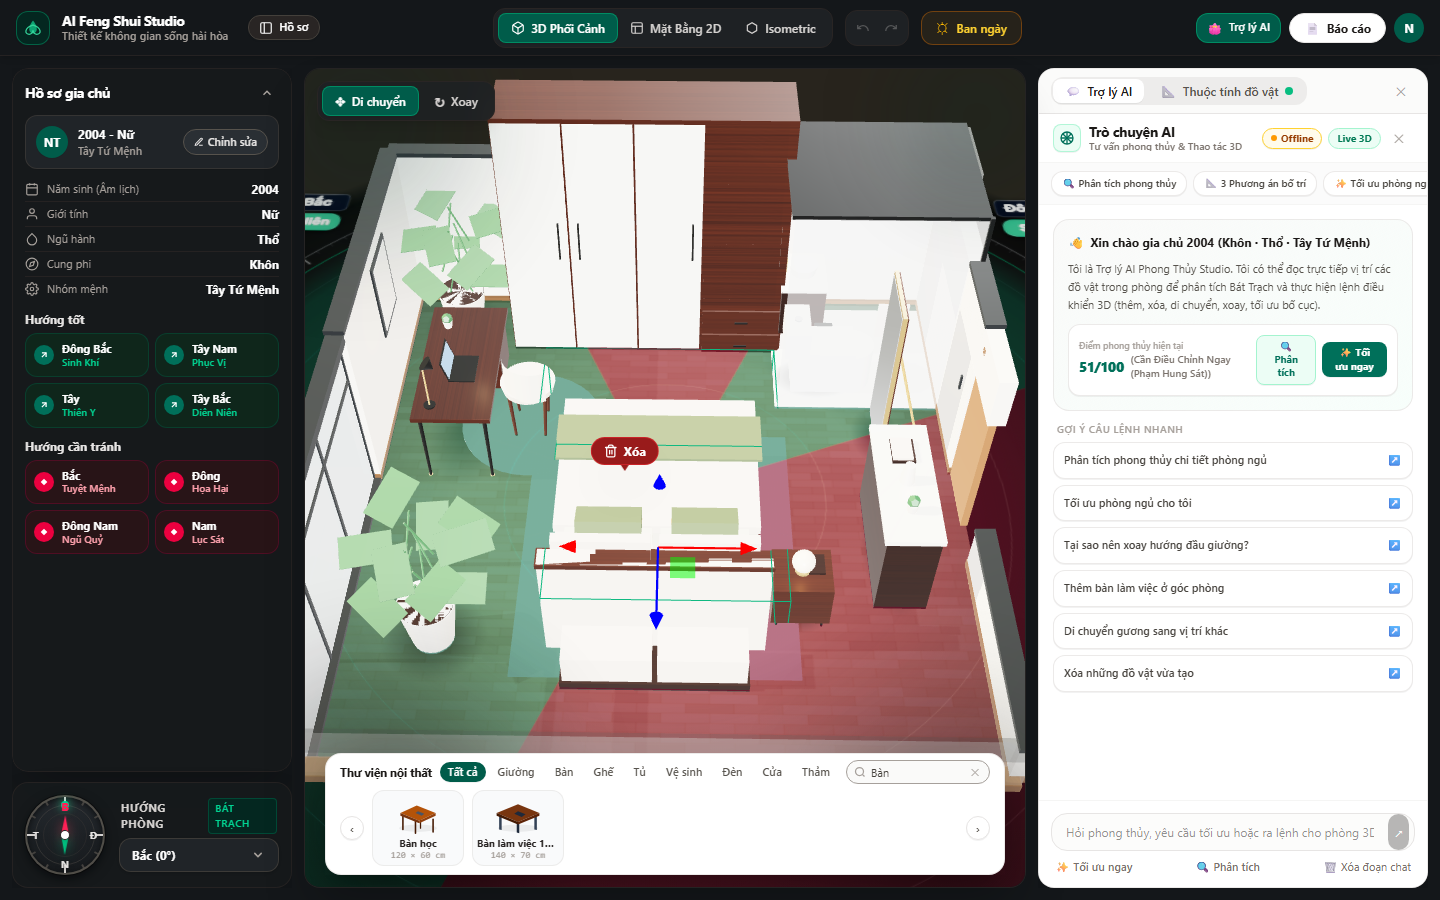 AI Feng Shui Studio
Thiết kế không gian sống hài hòa
Hồ sơ
3D Phối Cảnh
Mặt Bằng 2D
Isometric
Ban ngày
Trợ lý AI
Báo cáo
N
Hồ sơ gia chủ
NT
2004 - Nữ
Tây Tứ Mệnh
Chỉnh sửa
Năm sinh (Âm lịch)
2004
Giới tính
Nữ
Ngũ hành
Thổ
Cung phi
Khôn
Nhóm mệnh
Tây Tứ Mệnh
Hướng tốt
Đông Bắc
Sinh Khí
Tây Nam
Phục Vị
Tây
Thiên Y
Tây Bắc
Diên Niên
Hướng cần tránh
Bắc
Tuyệt Mệnh
Đông
Họa Hại
Đông Nam
Ngũ Quỷ
Nam
Lục Sát
T
Đ
N
HƯỚNG
PHÒNG
BÁT
TRẠCH
Bắc (0°)
Di chuyển
Xoay
Bắc
Xóa
Thư viện nội thất
Tất cả
Giường
Bàn
Ghế
Tủ
Vệ sinh
Đèn
Cửa
Thảm
Bàn
Bàn học
120 × 60 cm
Bàn làm việc 1...
140 × 70 cm
Trợ lý AI
Thuộc tính đồ vật
Trò chuyện AI
Tư vấn phong thủy & Thao tác 3D
Offline
Live 3D
Phân tích phong thủy
3 Phương án bố trí
Tối ưu phòng ng
Xin chào gia chủ 2004 (Khôn · Thổ · Tây Tứ Mệnh)
Tôi là Trợ lý AI Phong Thủy Studio. Tôi có thể đọc trực tiếp vị trí các
đồ vật trong phòng để phân tích Bát Trạch và thực hiện lệnh điều
khiển 3D (thêm, xóa, di chuyển, xoay, tối ưu bố cục).
Điểm phong thủy hiện tại
51/100
(Cần Điều Chỉnh Ngay
(Phạm Hung Sát))
Phân
tích
Tối
ưu ngay
GỢI Ý CÂU LỆNH NHANH
Phân tích phong thủy chi tiết phòng ngủ
Tối ưu phòng ngủ cho tôi
Tại sao nên xoay hướng đầu giường?
Thêm bàn làm việc ở góc phòng
Di chuyển gương sang vị trí khác
Xóa những đồ vật vừa tạo
Hỏi phong thủy, yêu cầu tối ưu hoặc ra lệnh cho phòng 3D
Tối ưu ngay
Phân tích
Xóa đoạn chat